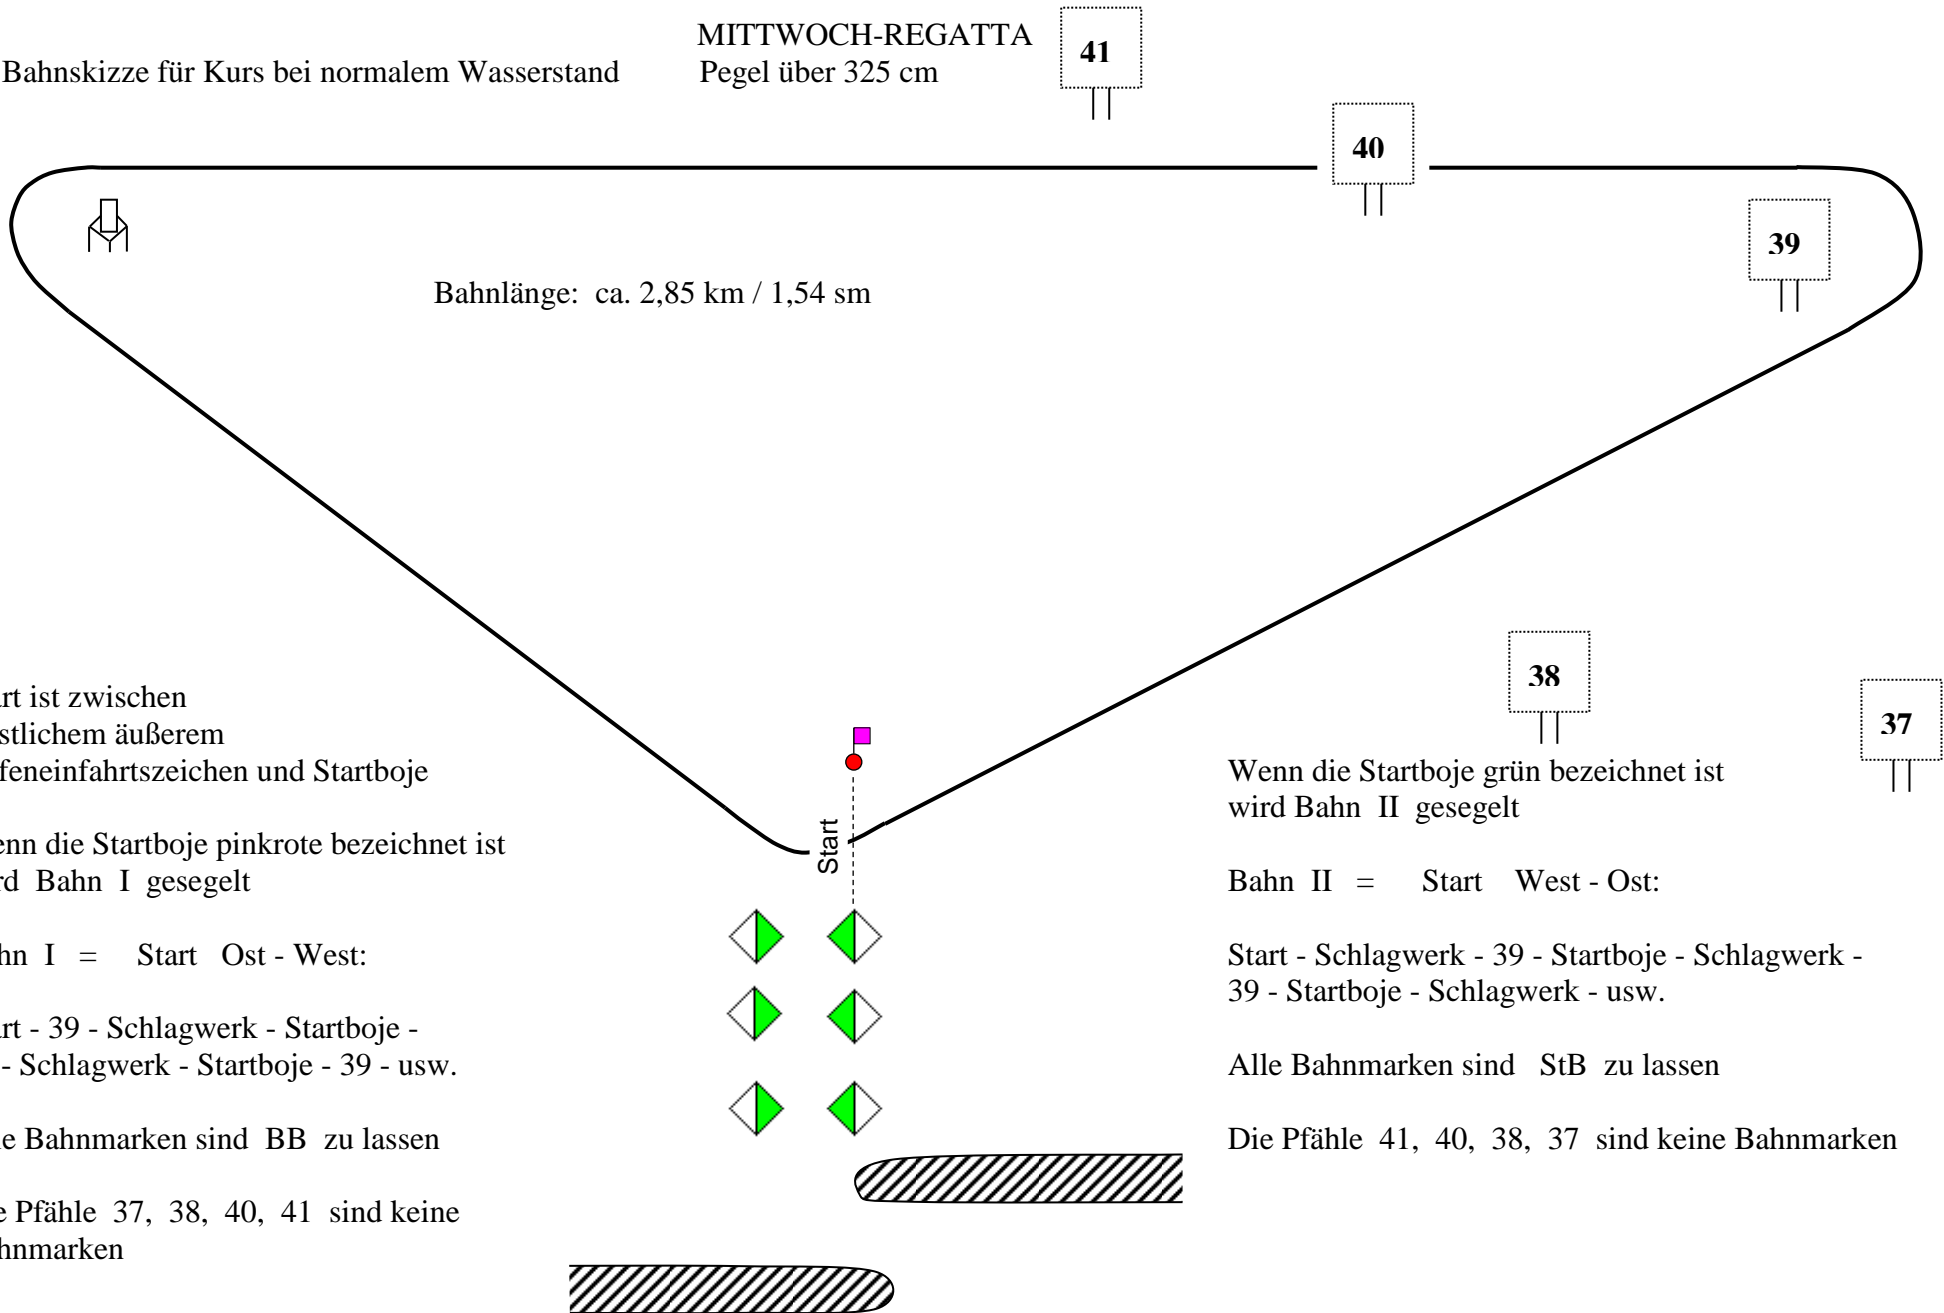 MITTWOCH-REGATTA
Bahnskizze für Kurs bei normalem Wasserstand Pegel über 325 cm
41
40
39
Bahnlänge: ca. 2,85 km / 1,54 sm
38
37
Start
art ist zwischen
stlichem äußerem
feneinfahrtszeichen und Startboje
enn die Startboje pinkrote bezeichnet ist
rd Bahn I gesegelt
hn I = Start Ost - West:
art - 39 - Schlagwerk - Startboje -
- Schlagwerk - Startboje - 39 - usw.
le Bahnmarken sind BB zu lassen
e Pfähle 37, 38, 40, 41 sind keine
hnmarken
Wenn die Startboje grün bezeichnet ist
wird Bahn II gesegelt
Bahn II = Start West - Ost:
Start - Schlagwerk - 39 - Startboje - Schlagwerk -
39 - Startboje - Schlagwerk - usw.
Alle Bahnmarken sind StB zu lassen
Die Pfähle 41, 40, 38, 37 sind keine Bahnmarken